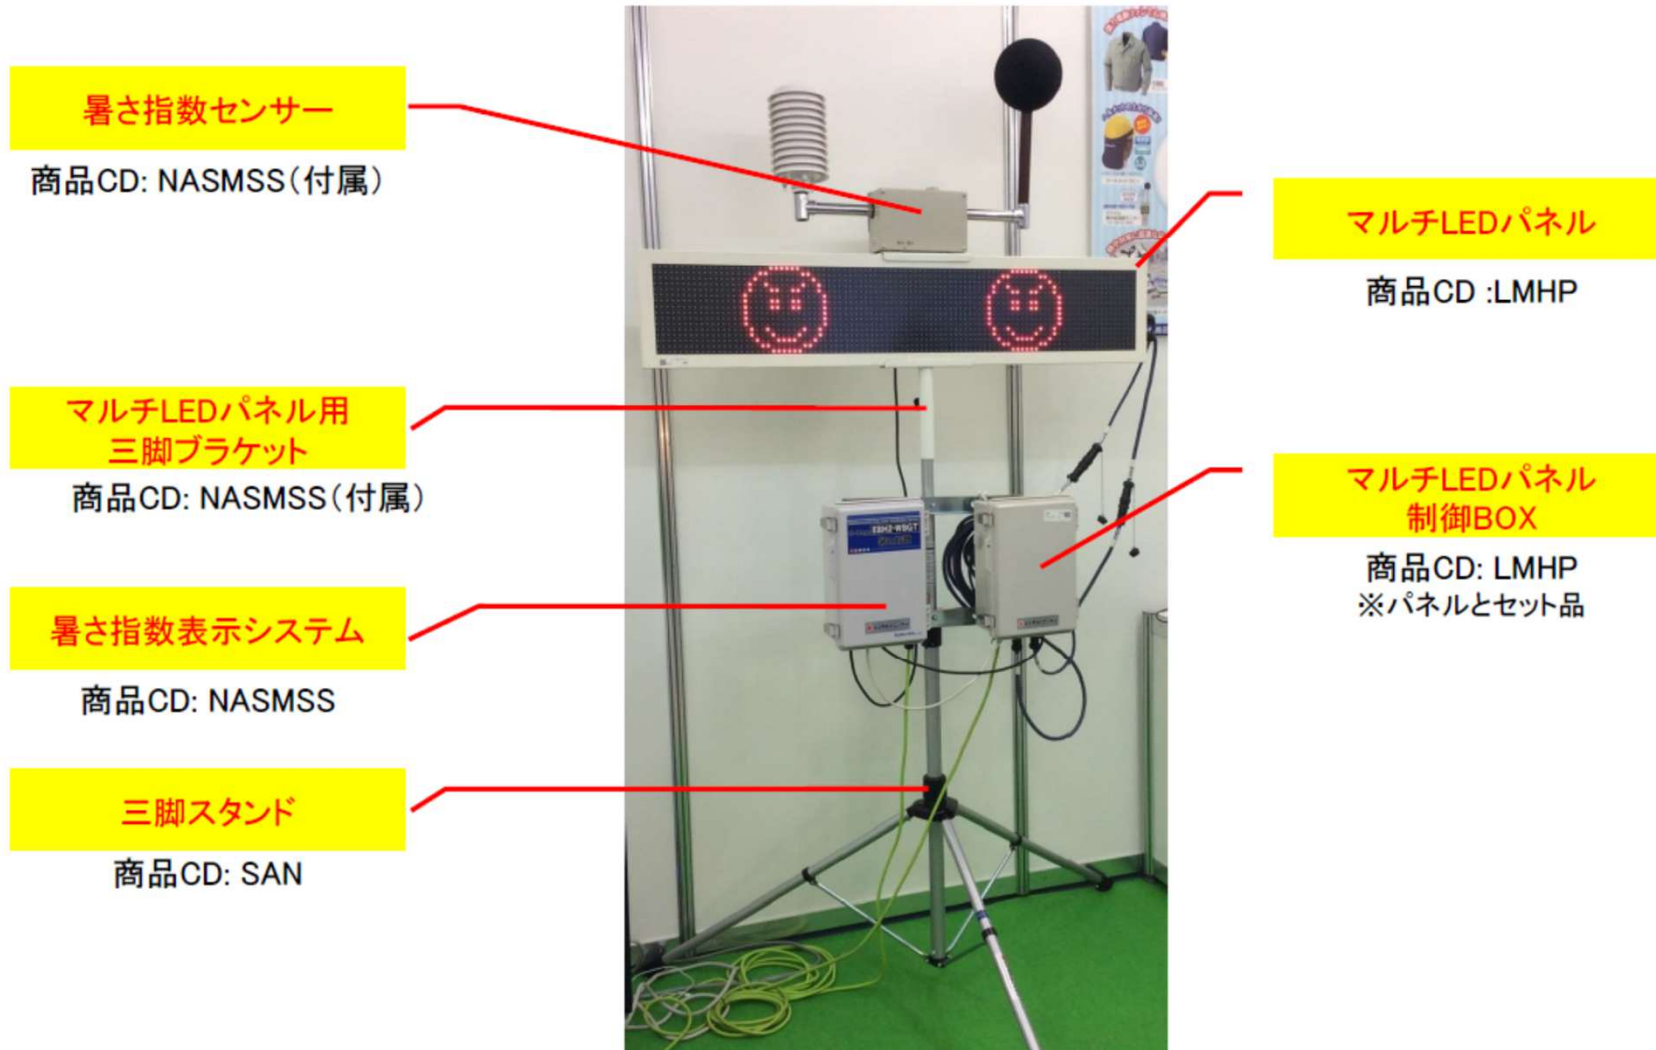 暑さ指数センサー
商品CD: NASMSS(付属)
マルチLEDパネル用
三脚ブラケット
商品CD: NASMSS(付属)
暑さ指数表示システム
商品CD: NASMSS
三脚スタンド
商品CD: SAN
マルチLEDパネル
商品CD :LMHP
マルチLEDパネル
制御BOX
商品CD: LMHP
※パネルとセット品